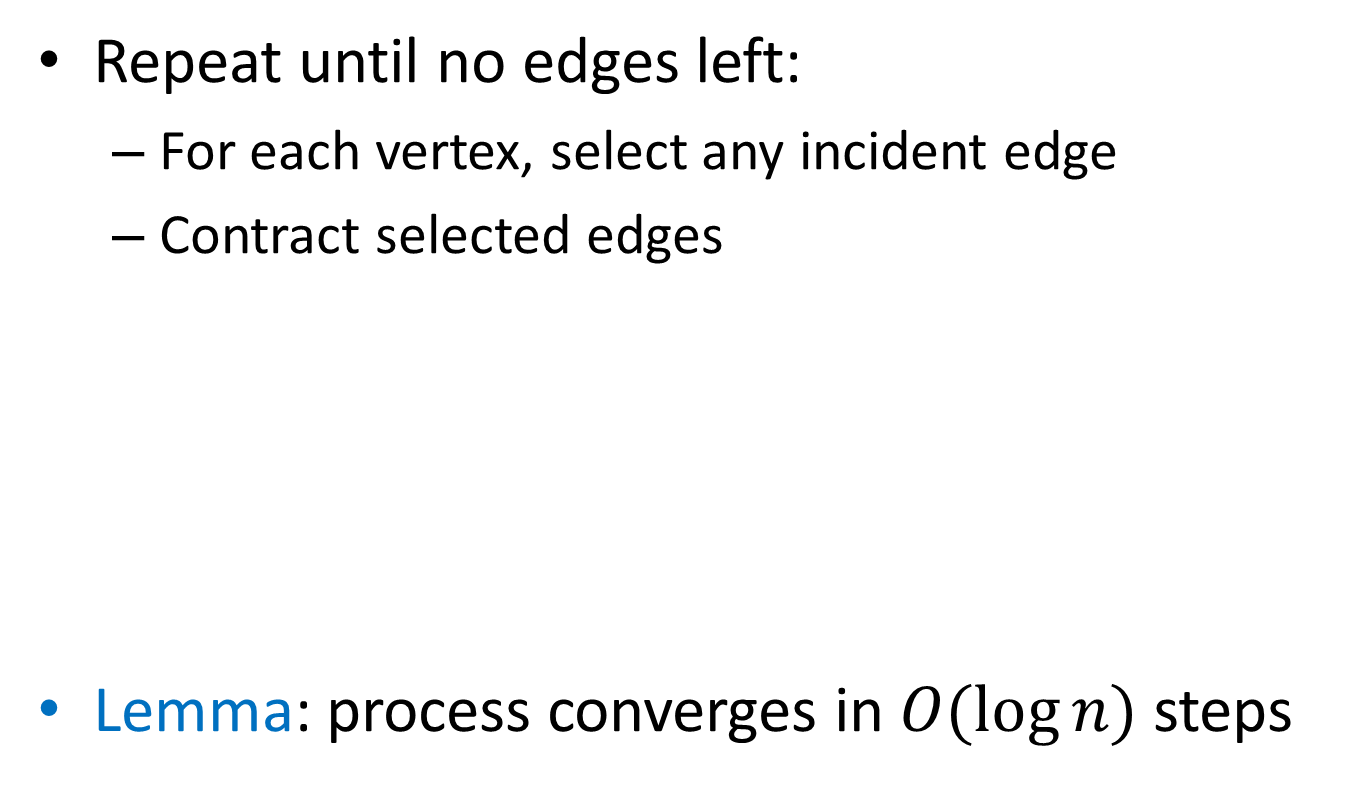 • Repeat until no edges left:
– For each vertex, select any incident edge
– Contract selected edges
• Lemma: process converges in O(log n) steps